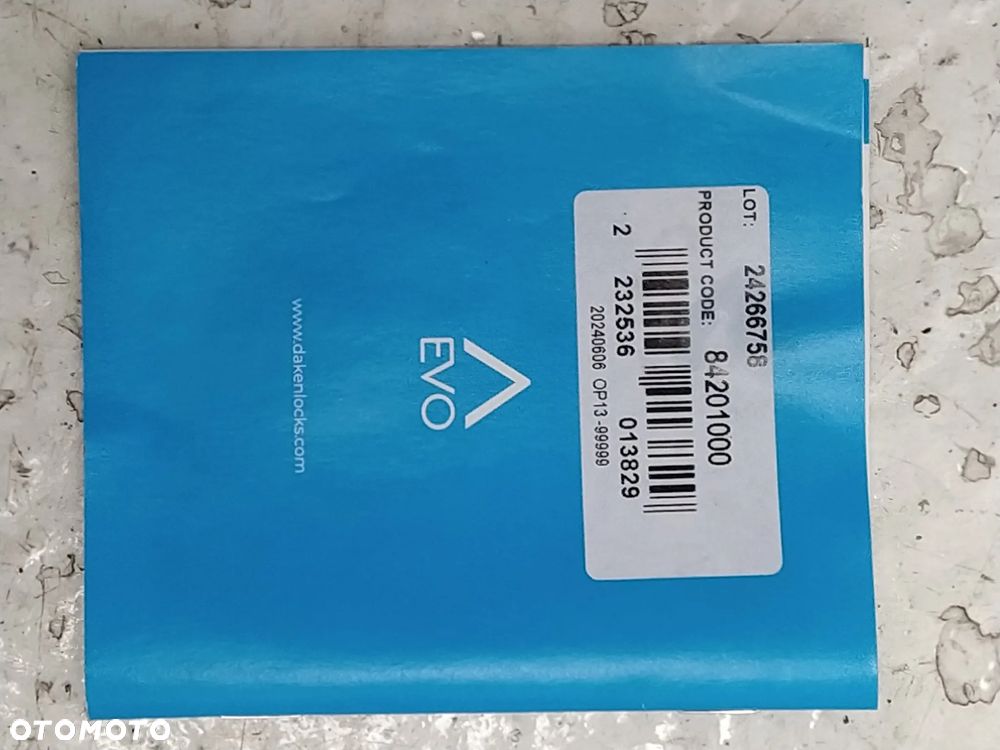 LOT: 24266758
PRODUCT CODE: 84201000
2 232536 013829
20240606 OP13-99999
EVO
www.dakenlocks.com
OTOMOTO